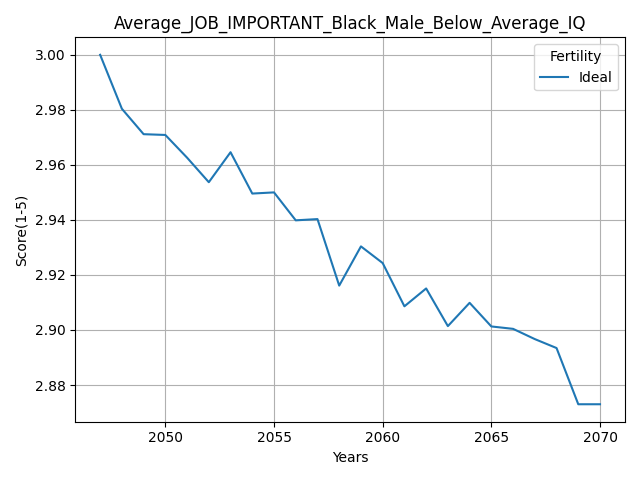 Average_JOB_IMPORTANT_Black_Male_Below_Average_IQ
Fertility
Ideal
3.00
2.98
2.96
2.94
2.92
2.90
2.88
Score(1-5)
2050 2055 2060 2065 2070
Years